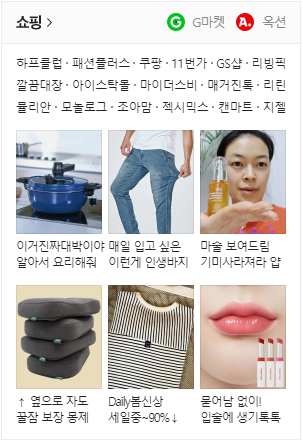 쇼핑 > G G마켓 A. 옥션
하프클럽 · 패션플러스 · 쿠팡 · 11번가 · GS샵 · 리빙픽
깔끔대장 · 아이스탁몰 · 마이더스비 · 매거진톡 · 리린
율리안 · 모놀로그 · 조아맘 · 젝시믹스 · 캔마트 · 지젤
이거진짜대박이야
알아서 요리해줘
매일 입고 싶은
이런게 인생바지
마술 보여드림
기미사라져라 얍
↑ 옆으로 자도
꿀잠 보장 몽제
Daily봄신상
세일중~90%↓
묻어남 없이!
입술에 생기톡톡